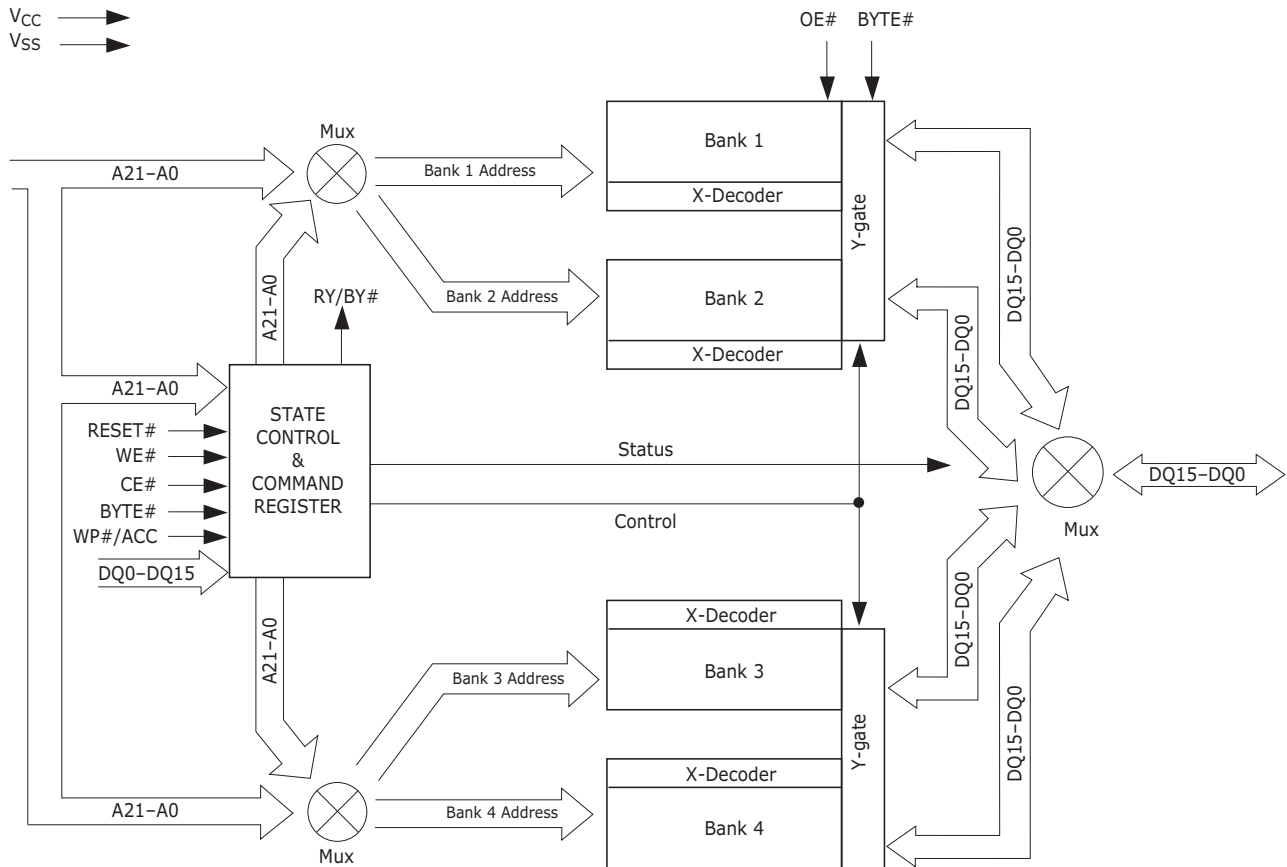 VCC
VSS
OE# BYTE#
Mux
Bank 1
A21–A0
Bank 1 Address
X-Decoder
Y-gate
DQ15–DQ0
A21–A0
RY/BY#
Bank 2 Address
Bank 2
X-Decoder
DQ15–DQ0
A21–A0
RESET#
WE#
CE#
BYTE#
WP#/ACC
DQ0–DQ15
STATE
CONTROL
&
COMMAND
REGISTER
Status
Control
DQ15–DQ0
Mux
A21–A0
X-Decoder
Bank 3
Bank 3 Address
DQ15–DQ0
Y-gate
DQ15–DQ0
X-Decoder
A21–A0
Bank 4 Address
Bank 4
Mux